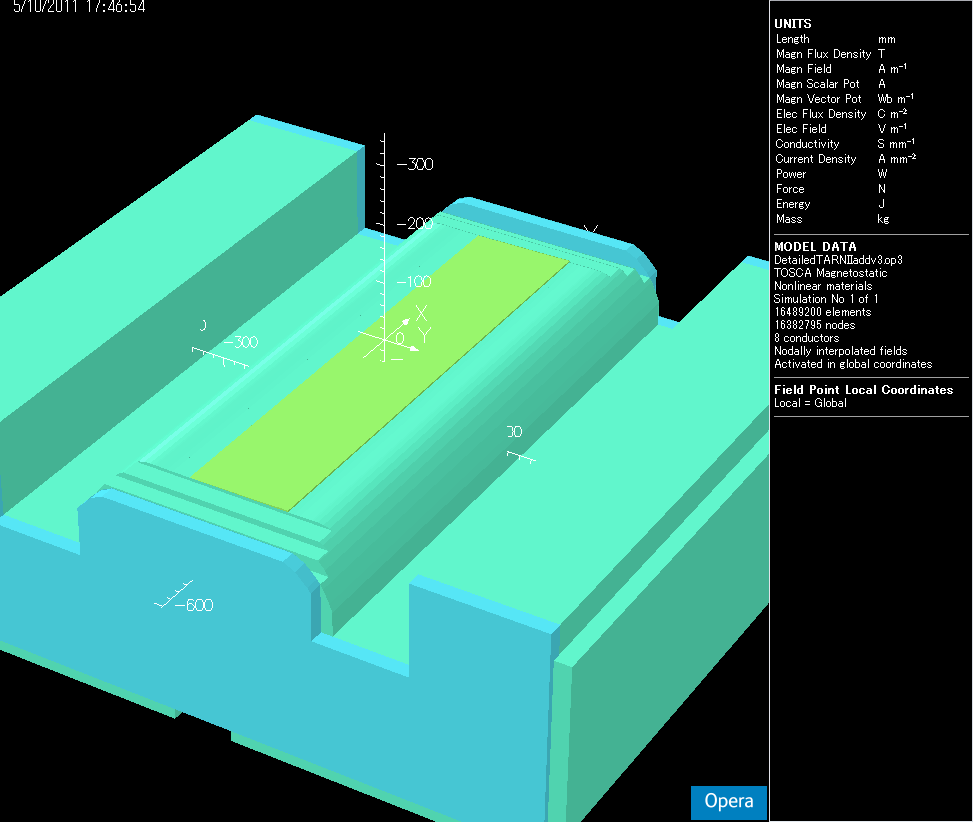 5/10/2011 17:46:54
UNITS
Length mm
Magn Flux Density T
Magn Field A m⁻¹
Magn Scalar Pot A
Magn Vector Pot Wb m⁻¹
Elec Flux Density C m⁻²
Elec Field V m⁻¹
Conductivity S mm⁻¹
Current Density A mm⁻²
Power W
Force N
Energy J
Mass kg
MODEL DATA
DetailedTARNIIaddv3.op3
TOSCA Magnetostatic
Nonlinear materials
Simulation No 1 of 1
16489200 elements
16382795 nodes
8 conductors
Nodally interpolated fields
Activated in global coordinates
Field Point Local Coordinates
Local = Global
-300
-200
-100
X
Y
0
-300
-600
Opera